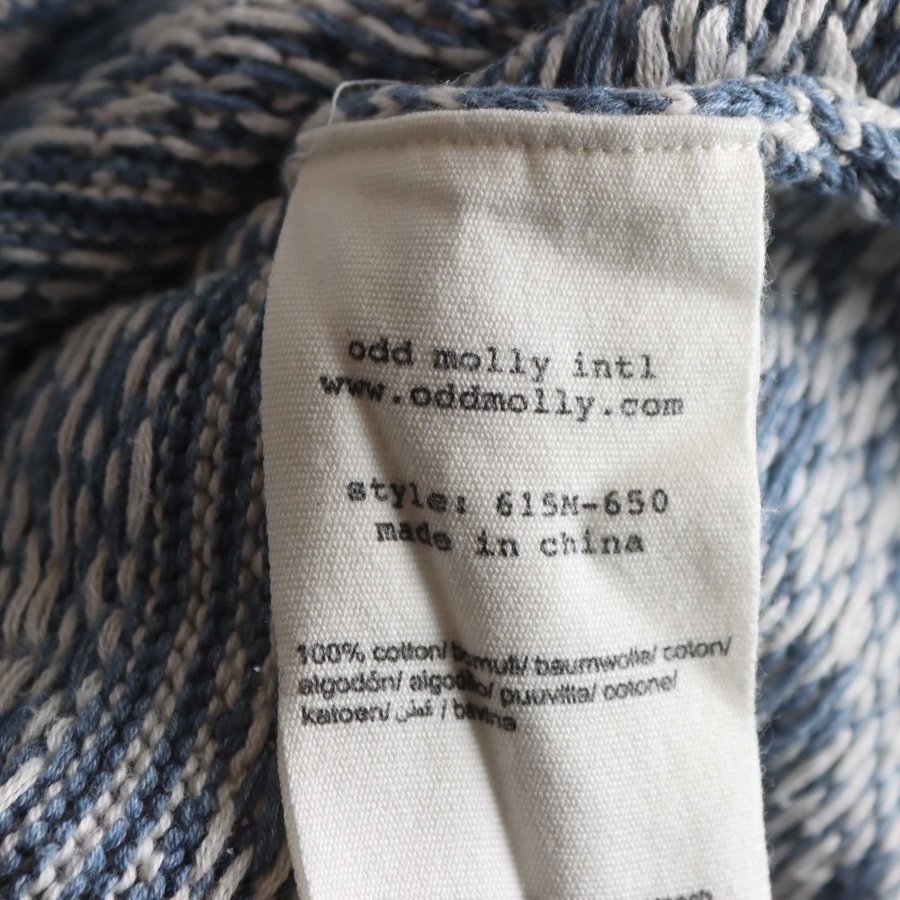 odd molly intl
www.oddmolly.com
style: 615M-650
made in china
100% cotton/ bomull/ baumwolle/ coton/
algodón/ algodão/ puuvilla/ cotone/
katoen/ قطن / bavlna